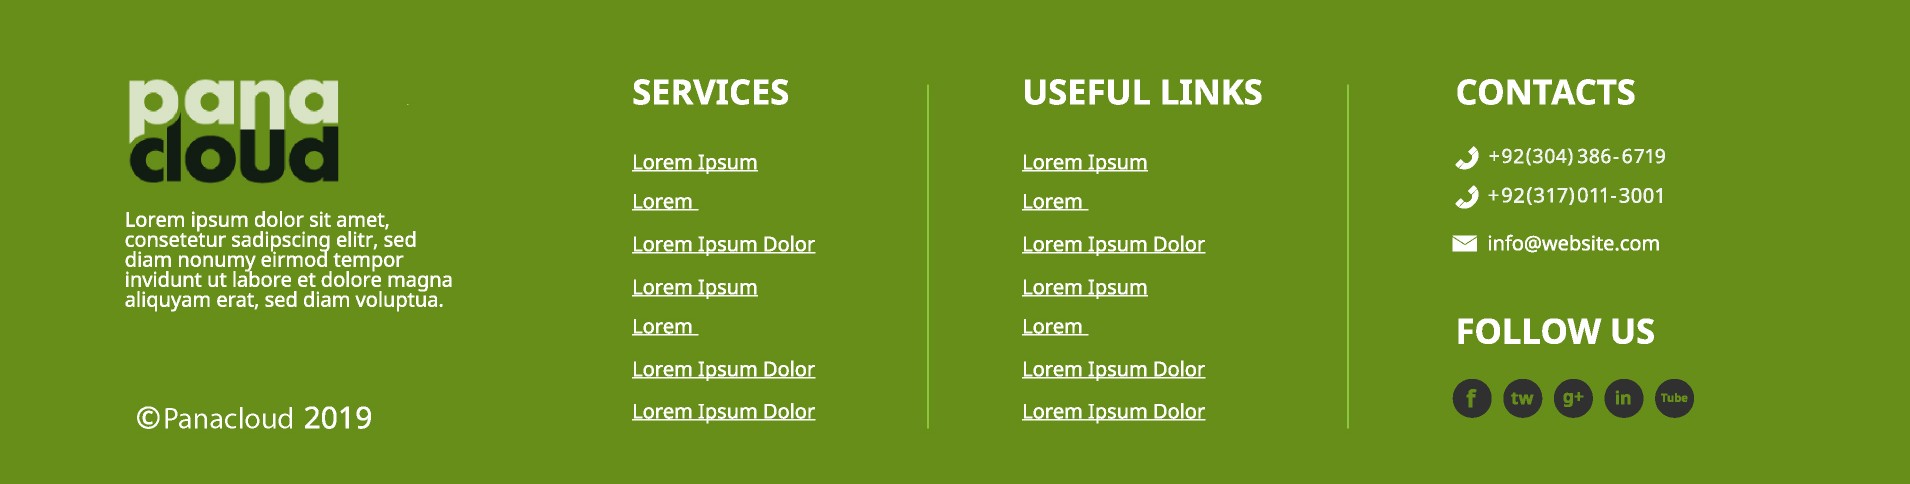 pana
cloud
Lorem ipsum dolor sit amet,
consetetur sadipscing elitr, sed
diam nonumy eirmod tempor
invidunt ut labore et dolore magna
aliquyam erat, sed diam voluptua.
©Panacloud 2019
SERVICES
Lorem Ipsum
Lorem
Lorem Ipsum Dolor
Lorem Ipsum
Lorem
Lorem Ipsum Dolor
Lorem Ipsum Dolor
USEFUL LINKS
Lorem Ipsum
Lorem
Lorem Ipsum Dolor
Lorem Ipsum
Lorem
Lorem Ipsum Dolor
Lorem Ipsum Dolor
CONTACTS
+92(304)386-6719
+92(317)011-3001
info@website.com
FOLLOW US
f tw g+ in Tube